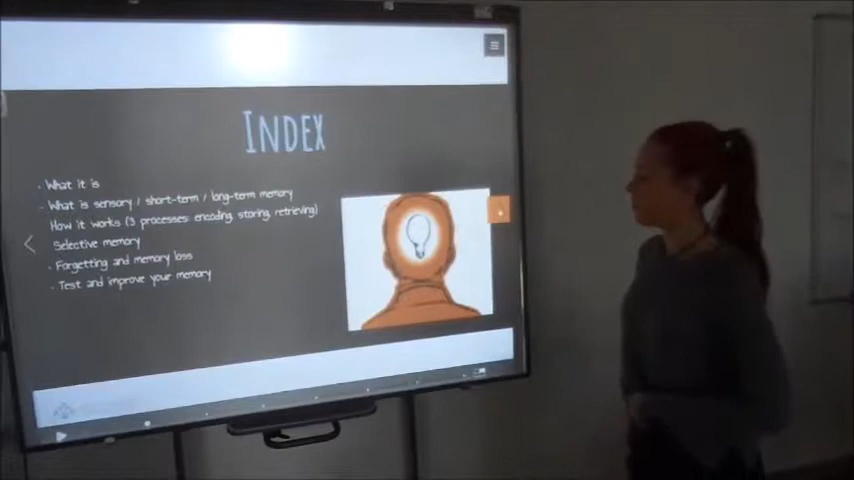 INDEX
• What it is
• What is sensory / short-term / long-term memory
How it works (3 processes: encoding, storing, retrieving)
Selective memory
• Forgetting and memory loss
• Test and improve your memory